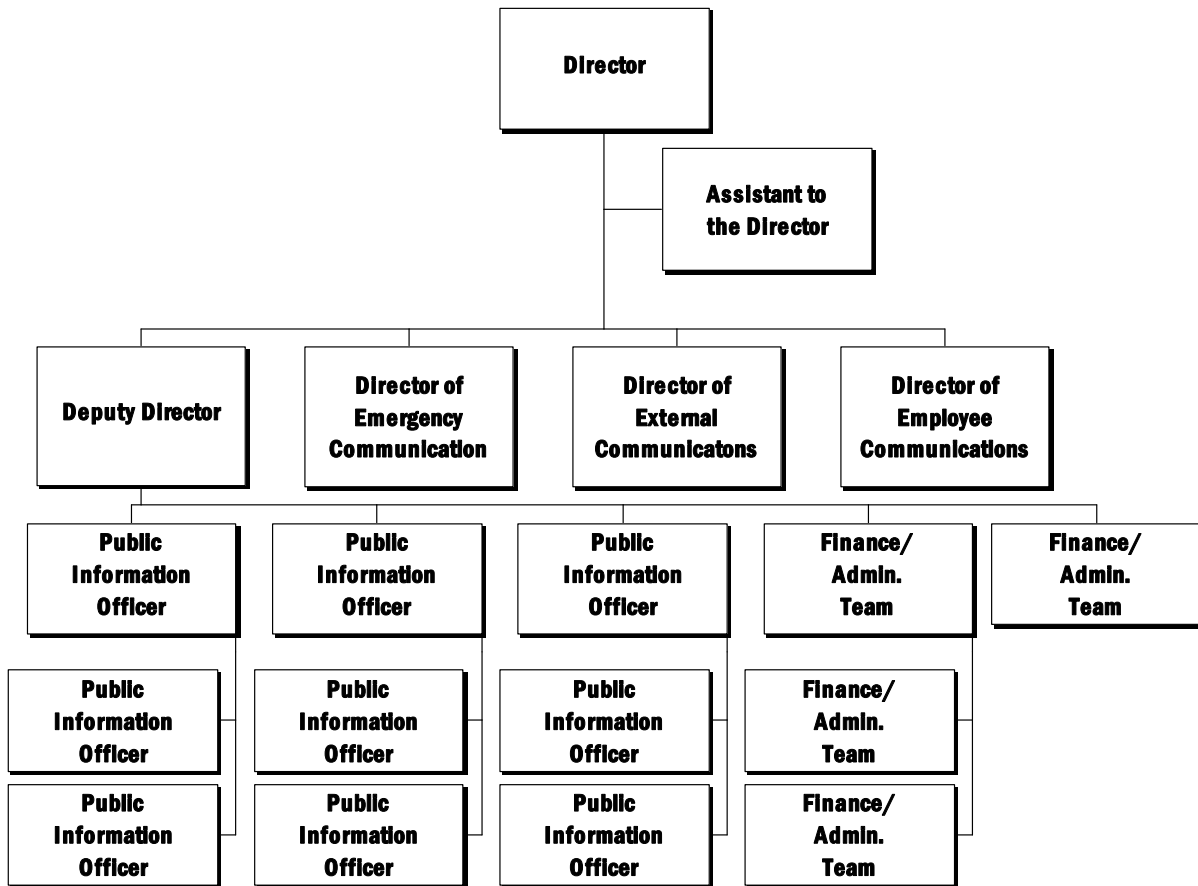 Director
Assistant to
the Director
Deputy Director
Director of
Emergency
Communication
Director of
External
Communicatons
Director of
Employee
Communications
Public
Information
Officer
Public
Information
Officer
Public
Information
Officer
Finance/
Admin.
Team
Finance/
Admin.
Team
Public
Information
Officer
Public
Information
Officer
Public
Information
Officer
Finance/
Admin.
Team
Public
Information
Officer
Public
Information
Officer
Public
Information
Officer
Finance/
Admin.
Team